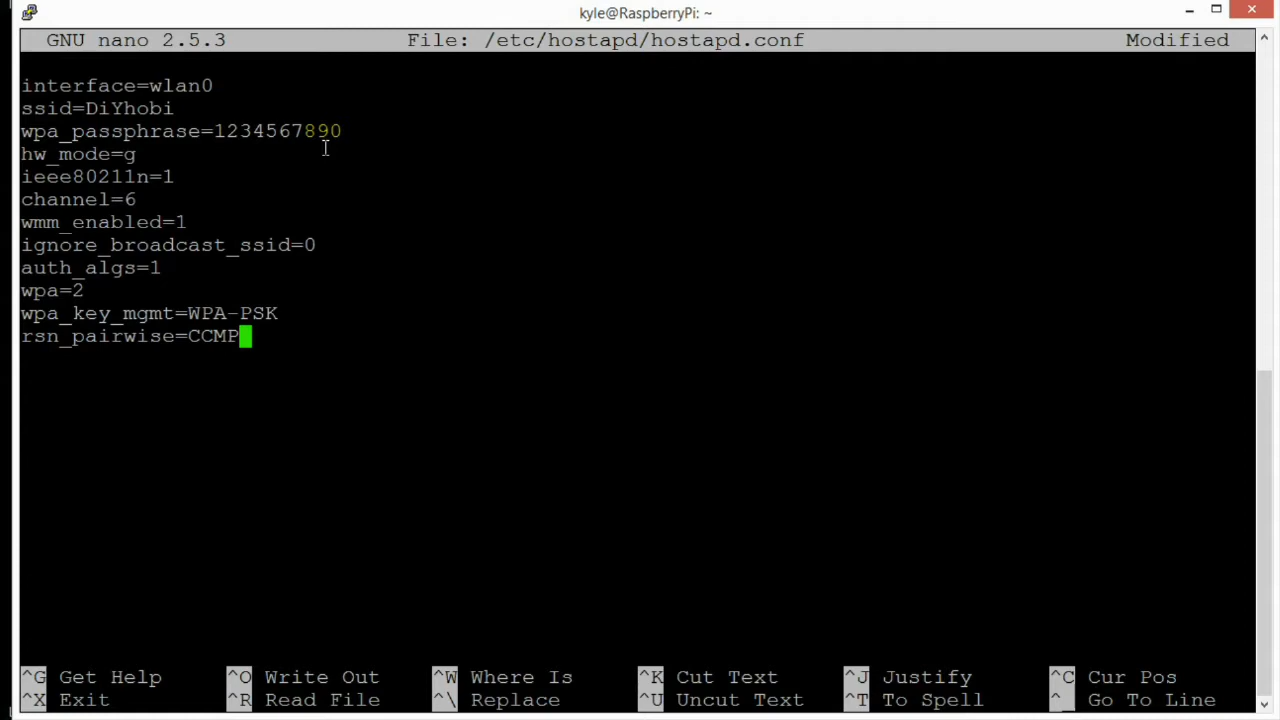 kyle@RaspberryPi: ~
GNU nano 2.5.3 File: /etc/hostapd/hostapd.conf Modified
interface=wlan0
ssid=DiYhobi
wpa_passphrase=1234567890
hw_mode=g
ieee80211n=1
channel=6
wmm_enabled=1
ignore_broadcast_ssid=0
auth_algs=1
wpa=2
wpa_key_mgmt=WPA-PSK
rsn_pairwise=CCMP
^G Get Help ^O Write Out ^W Where Is ^K Cut Text ^J Justify ^C Cur Pos
^X Exit ^R Read File ^\ Replace ^U Uncut Text ^T To Spell ^_ Go To Line